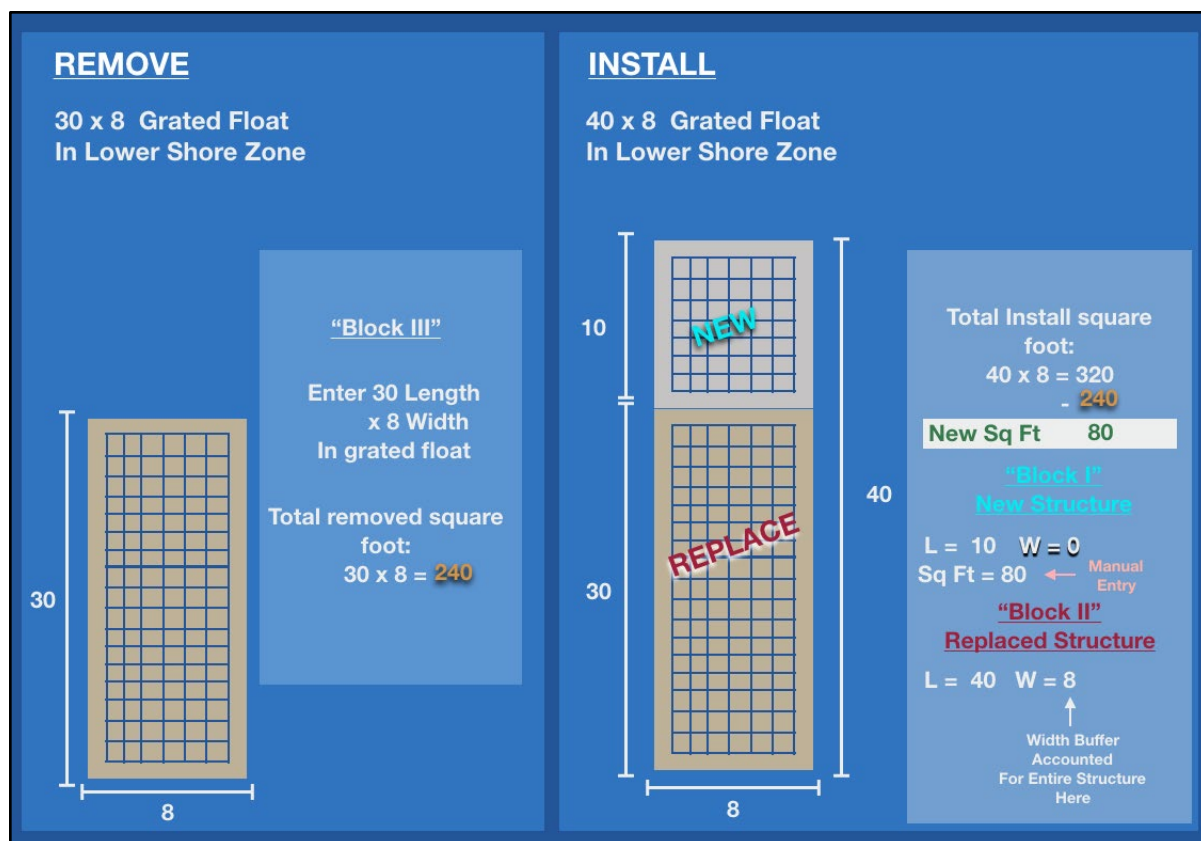 REMOVE
30 x 8  Grated Float
In Lower Shore Zone
“Block III”
Enter 30 Length
x 8 Width
In grated float
Total removed square
foot:
30 x 8 = 240
30
8
INSTALL
40 x 8  Grated Float
In Lower Shore Zone
10
NEW
30
REPLACE
40
8
Total Install square
foot:
40 x 8 = 320
- 240
New Sq Ft 80
“Block I”
New Structure
L = 10 W = 0
Sq Ft = 80
Manual
Entry
“Block II”
Replaced Structure
L = 40 W = 8
Width Buffer
Accounted
For Entire Structure
Here